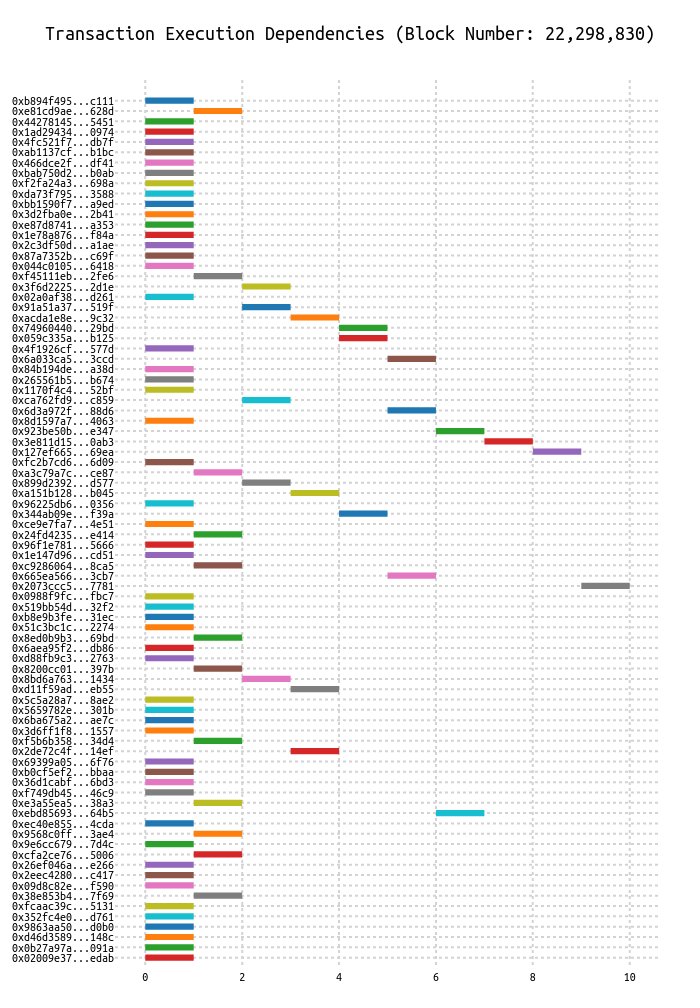 Transaction Execution Dependencies (Block Number: 22,298,830)
0xb894f495...c111
0xe81cd9ae...628d
0x44278145...5451
0x1ad29434...0974
0x4fc521f7...db7f
0xab1137cf...b1bc
0x466dce2f...df41
0xbab750d2...b0ab
0xf2fa24a3...698a
0xda73f795...3588
0xbb1590f7...a9ed
0x3d2fba0e...2b41
0xe87d8741...a353
0x1e78a876...f84a
0x2c3df50d...a1ae
0x87a7352b...c69f
0x044c0105...6418
0xf45111eb...2fe6
0x3f6d2225...2d1e
0x02a0af38...d261
0x91a51a37...519f
0xacda1e8e...9c32
0x74960440...29bd
0x059c335a...b125
0x4f1926cf...577d
0x6a033ca5...3ccd
0x84b194de...a38d
0x265561b5...b674
0x1170f4c4...52bf
0xca762fd9...c859
0x6d3a972f...88d6
0x8d1597a7...4063
0x923be50b...e347
0x3e811d15...0ab3
0x127ef665...69ea
0xfc2b7cd6...6d09
0xa3c79a7c...ce87
0x899d2392...d577
0xa151b128...b045
0x96225db6...0356
0x344ab09e...f39a
0xce9e7fa7...4e51
0x24fd4235...e414
0x96f1e781...5666
0x1e147d96...cd51
0xc9286064...8ca5
0x665ea566...3cb7
0x2073ccc5...7781
0x0988f9fc...fbc7
0x519bb54d...32f2
0xb8e9b3fe...31ec
0x51c3bc1c...2274
0x8ed0b9b3...69bd
0x6aea95f2...db86
0xd88fb9c3...2763
0x8200cc01...397b
0x8bd6a763...1434
0xd11f59ad...eb55
0x5c5a28a7...8ae2
0x5659782e...301b
0x6ba675a2...ae7c
0x3d6ff1f8...1557
0xf5b6b358...34d4
0x2de72c4f...14ef
0x69399a05...6f76
0xb0cf5ef2...bbaa
0x36d1cabf...6bd3
0xf749db45...46c9
0xe3a55ea5...38a3
0xebd85693...64b5
0xec40e855...4cda
0x9568c0ff...3ae4
0x9e6cc679...7d4c
0xcfa2ce76...5006
0x26ef046a...e266
0x2eec4280...c417
0x09d8c82e...f590
0x38e853b4...7f69
0xfcaac39c...5131
0x352fc4e0...d761
0x9863aa50...d0b0
0xd46d3589...148c
0x0b27a97a...091a
0x02009e37...edab
0 2 4 6 8 10